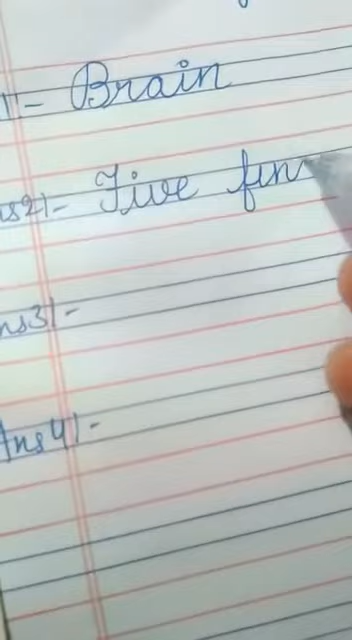 1)- Brain
ns2)- Five fin
ns3)-
Ans4)-